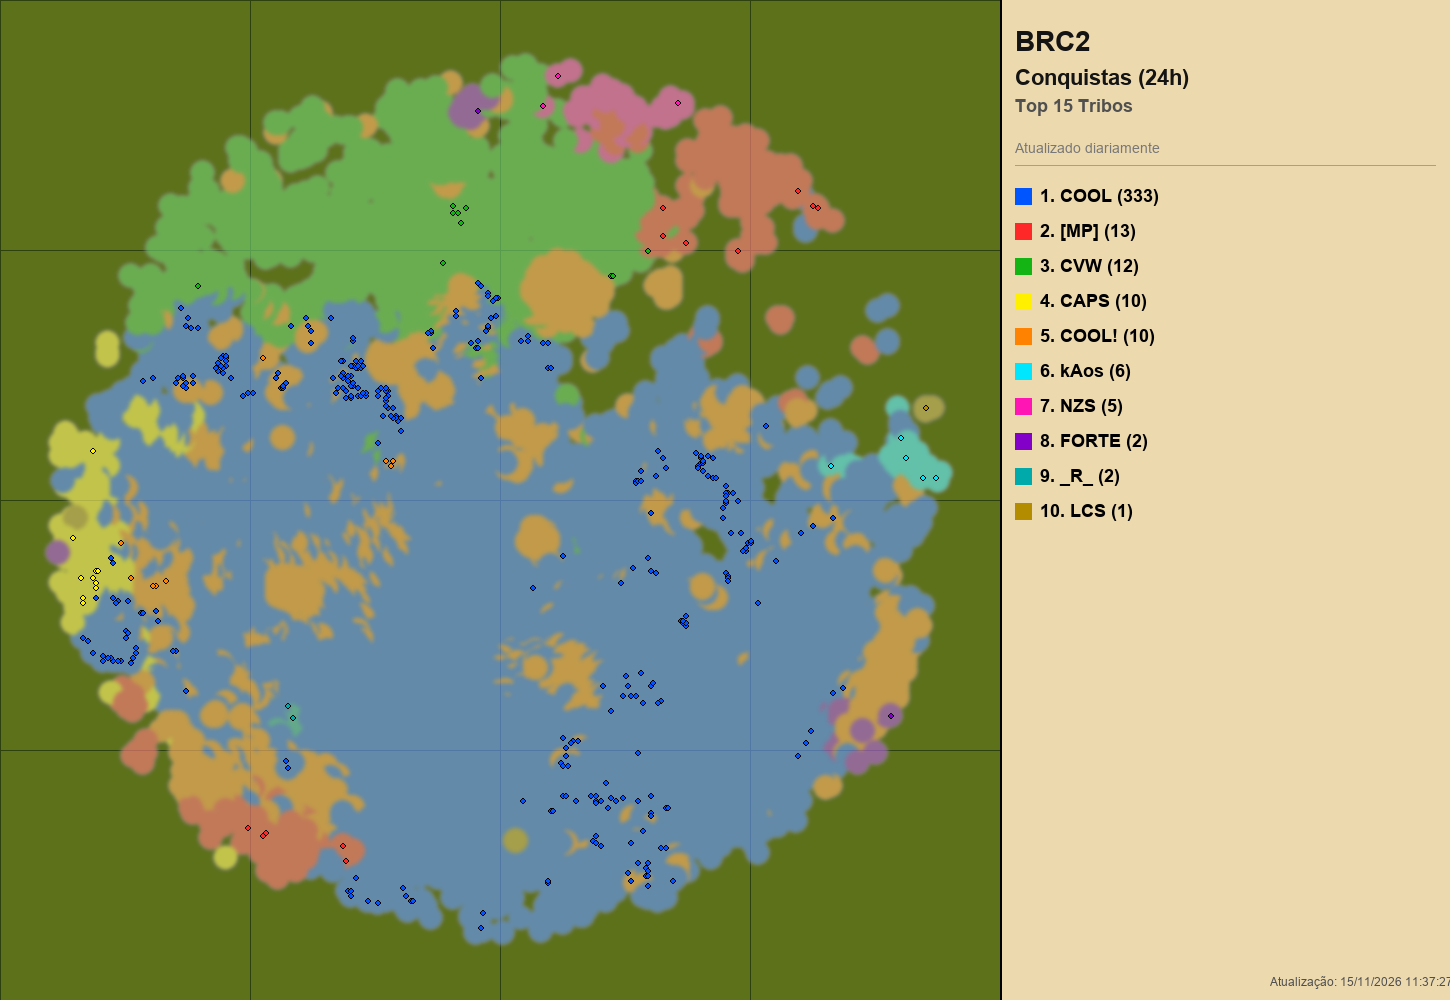 BRC2
Conquistas (24h)
Top 15 Tribos
Atualizado diariamente
1. COOL (333)
2. [MP] (13)
3. CVW (12)
4. CAPS (10)
5. COOL! (10)
6. kAos (6)
7. NZS (5)
8. FORTE (2)
9. _R_ (2)
10. LCS (1)
Atualização: 15/11/2026 11:37:27